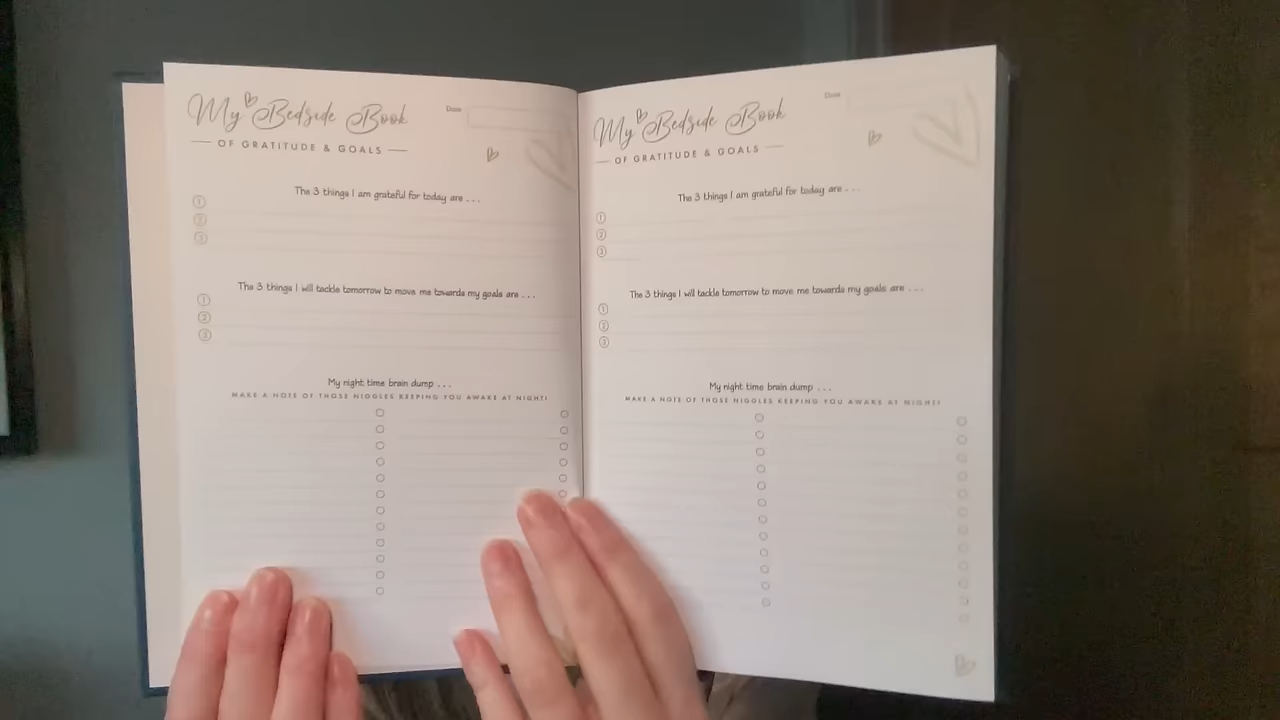 My Bedside Book
Date
OF GRATITUDE & GOALS
The 3 things I am grateful for today are . . .
1
2
3
The 3 things I will tackle tomorrow to move me towards my goals are . . .
1
2
3
My night time brain dump . . .
MAKE A NOTE OF THOSE NIGGLES KEEPING YOU AWAKE AT NIGHT!
My Bedside Book
Date
OF GRATITUDE & GOALS
The 3 things I am grateful for today are . . .
1
2
3
The 3 things I will tackle tomorrow to move me towards my goals are . . .
1
2
3
My night time brain dump . . .
MAKE A NOTE OF THOSE NIGGLES KEEPING YOU AWAKE AT NIGHT!